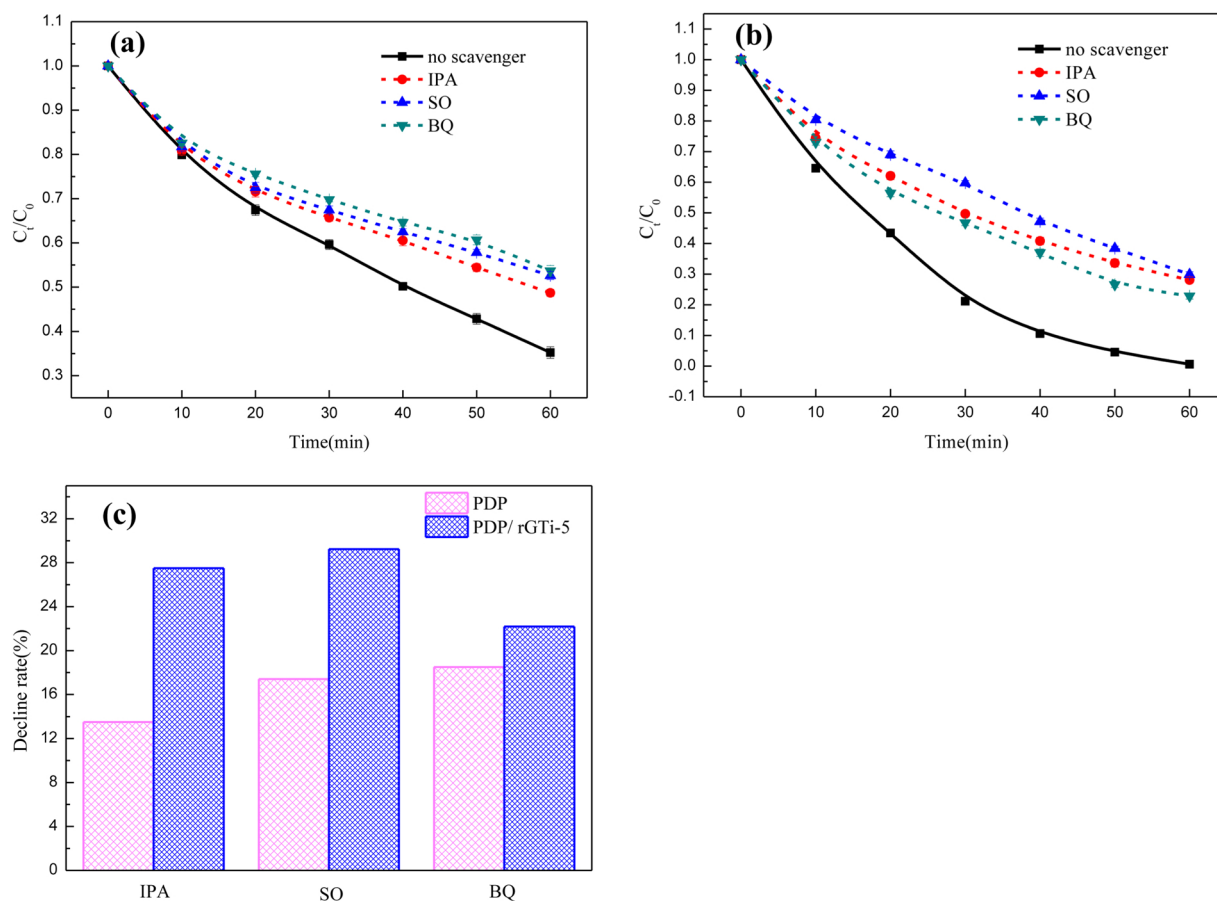 (a)
no scavenger
IPA
SO
BQ
1.1
1.0
0.9
0.8
0.7
0.6
0.5
0.4
0.3
Ct/C0
0 10 20 30 40 50 60
Time(min)
(b)
no scavenger
IPA
SO
BQ
1.1
1.0
0.9
0.8
0.7
0.6
0.5
0.4
0.3
0.2
0.1
0.0
-0.1
Ct/C0
0 10 20 30 40 50 60
Time(min)
(c)
PDP
PDP/ rGTi-5
32
28
24
20
16
12
8
4
0
Decline rate(%)
IPA SO BQ